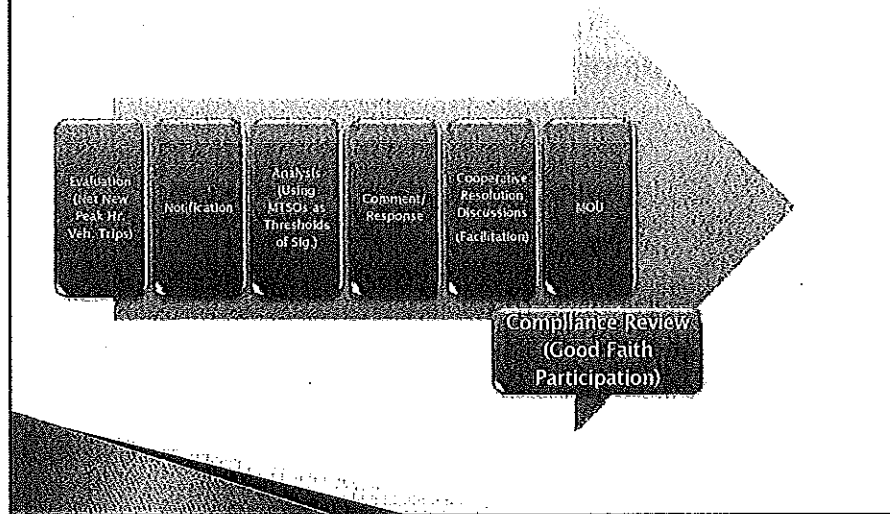 Evaluation
(Net New
Peak Hr.
Veh. Trips)
Notification
Analysis
(Using
MTSOs as
Thresholds
of Sig.)
Comment/
Response
Cooperative
Resolution
Discussions
(Facilitation)
MOU
Compliance Review
(Good Faith
Participation)